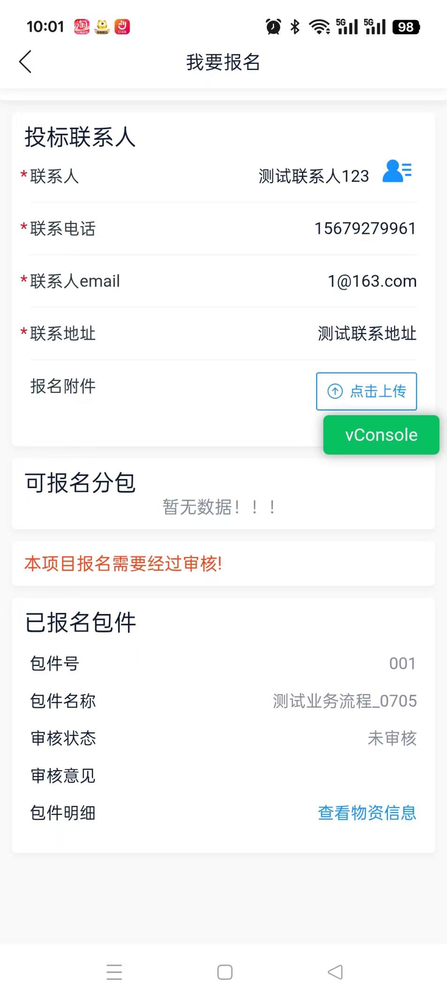 10:01
5G
5G
98
我要报名
投标联系人
*联系人 测试联系人123
*联系电话 15679279961
*联系人email 1@163.com
*联系地址 测试联系地址
报名附件 点击上传
vConsole
可报名分包
暂无数据！！！
本项目报名需要经过审核!
已报名包件
包件号 001
包件名称 测试业务流程_0705
审核状态 未审核
审核意见
包件明细 查看物资信息